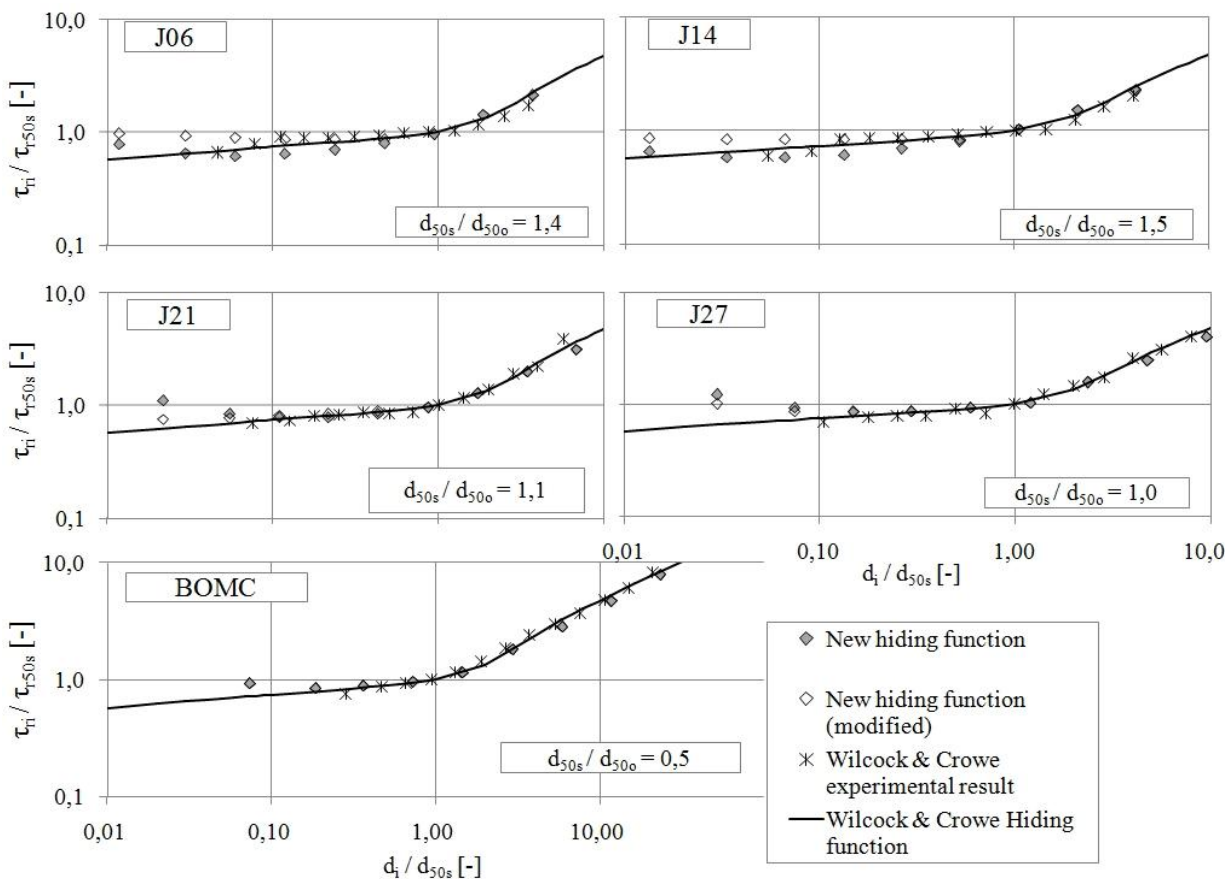 J06
10,0
1,0
0,1
τri / τr50s [-]
d50s / d50o = 1,4
J14
d50s / d50o = 1,5
J21
10,0
1,0
0,1
τri / τr50s [-]
d50s / d50o = 1,1
J27
d50s / d50o = 1,0
0,01
0,10
1,00
10,0
di / d50s [-]
BOMC
10,0
1,0
0,1
τri / τr50s [-]
d50s / d50o = 0,5
0,01
0,10
1,00
10,00
di / d50s [-]
New hiding function
New hiding function
(modified)
Wilcock & Crowe
experimental result
Wilcock & Crowe Hiding
function